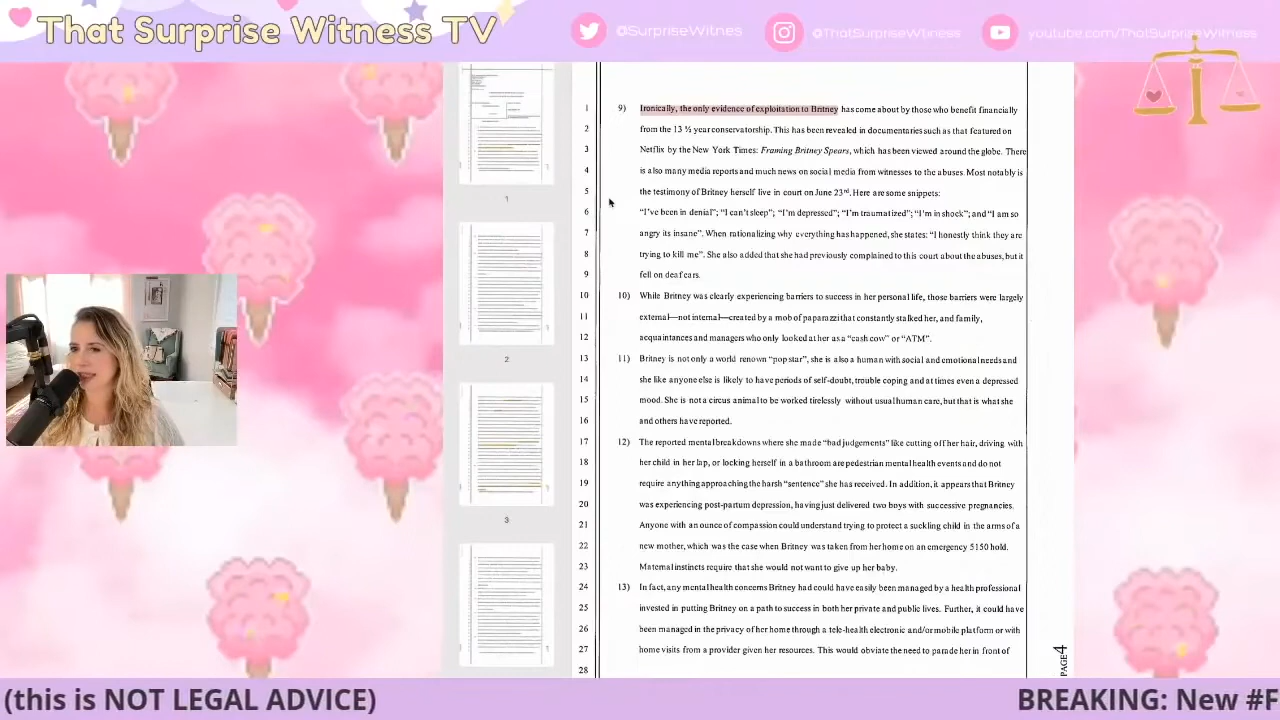 That Surprise Witness TV
@SurpriseWitnes
@ThatSurpriseWtiness
youtube.com/ThatSurpriseWitness
1
2
3
1 9) Ironically, the only evidence of exploitation to Britney has come about by those who benefit financially
2 from the 13 ½ year conservatorship. This has been revealed in documentaries such as that featured on
3 Netflix by the New York Times: Framing Britney Spears, which has been viewed around the globe. There
4 is also many media reports and much news on social media from witnesses to the abuses. Most notably is
5 the testimony of Britney herself live in court on June 23rd. Here are some snippets:
6 "I've been in denial"; "I can't sleep"; "I'm depressed"; "I'm traumatized"; "I'm in shock"; and "I am so
7 angry its insane". When rationalizing why everything has happened, she states: "I honestly think they are
8 trying to kill me". She also added that she had previously complained to this court about the abuses, but it
9 fell on deaf ears.
10 10) While Britney was clearly experiencing barriers to success in her personal life, those barriers were largely
11 external—not internal—created by a mob of paparazzi that constantly stalked her, and family,
12 acquaintances and managers who only looked at her as a "cash cow" or "ATM".
13 11) Britney is not only a world renown "pop star", she is also a human with social and emotional needs and
14 she like anyone else is likely to have periods of self-doubt, trouble coping and at times even a depressed
15 mood. She is not a circus animal to be worked tirelessly without usual human care, but that is what she
16 and others have reported.
17 12) The reported mental breakdowns where she made "bad judgements" like cutting off her hair, driving with
18 her child in her lap, or locking herself in a bathroom are pedestrian mental health events and do not
19 require anything approaching the harsh "sentence" she has received. In addition, it appears that Britney
20 was experiencing post-partum depression, having just delivered two boys with successive pregnancies.
21 Anyone with an ounce of compassion could understand trying to protect a suckling child in the arms of a
22 new mother, which was the case when Britney was taken from her home on an emergency 5150 hold.
23 Maternal instincts require that she would not want to give up her baby.
24 13) In fact, any mental health concerns Britney had could have easily been managed by a health professional
25 invested in putting Britney on a path to success in both her private and public lives. Further, it could have
26 been managed in the privacy of her home through a tele-health electronic and/or mobile platform or with
27 home visits from a provider given her resources. This would obviate the need to parade her in front of
28
PAGE 4
(this is NOT LEGAL ADVICE)
BREAKING: New #F